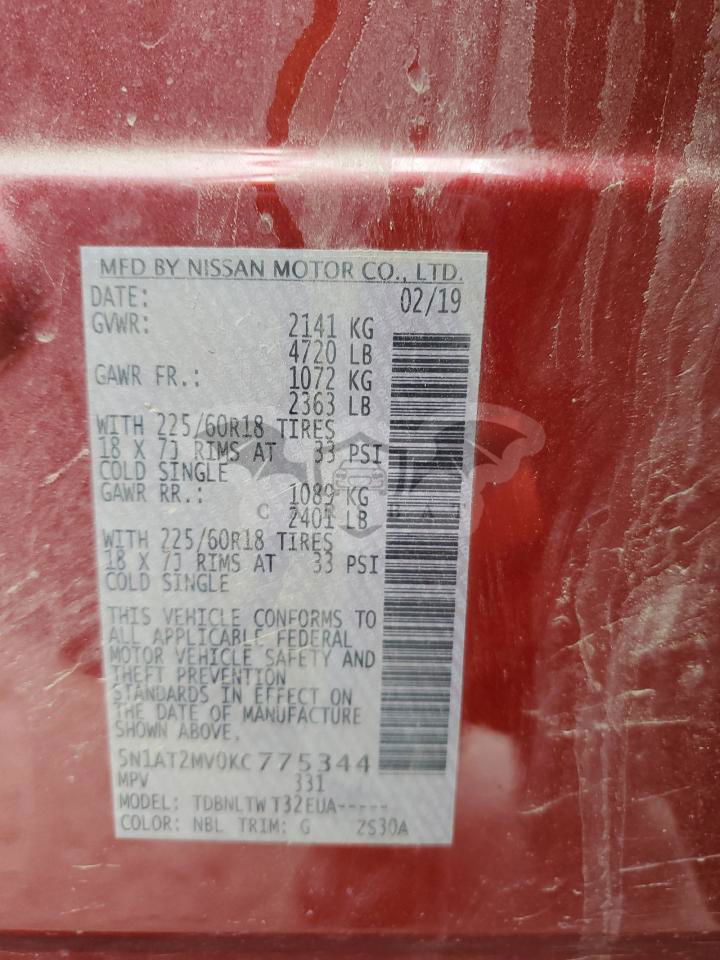 MFD BY NISSAN MOTOR CO., LTD.
DATE: 02/19
GVWR: 2141 KG
4720 LB
GAWR FR.: 1072 KG
2363 LB
WITH 225/60R18 TIRES
18 X 7J RIMS AT 33 PSI
COLD SINGLE
GAWR RR.: 1089 KG
2401 LB
WITH 225/60R18 TIRES
18 X 7J RIMS AT 33 PSI
COLD SINGLE
THIS VEHICLE CONFORMS TO
ALL APPLICABLE FEDERAL
MOTOR VEHICLE SAFETY AND
THEFT PREVENTION
STANDARDS IN EFFECT ON
THE DATE OF MANUFACTURE
SHOWN ABOVE.
5N1AT2MV0KC775344
MPV 331
MODEL: TDBNLTW T32EUA-----
COLOR: NBL TRIM: G ZS30A